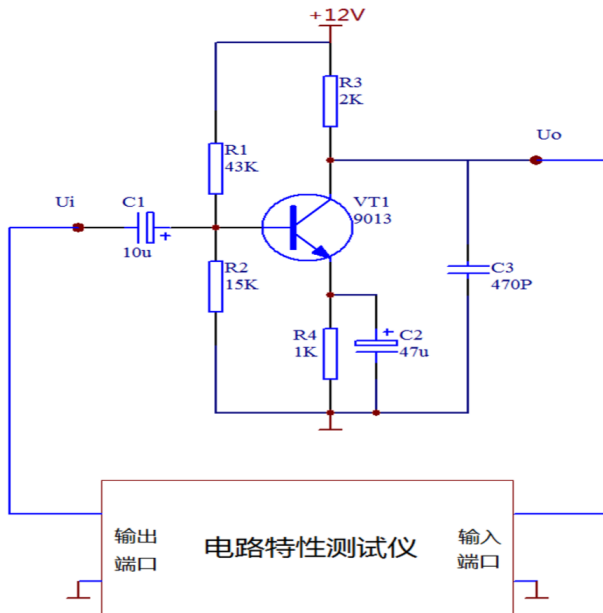 +12V
R3
2K
Uo
R1
43K
Ui
C1
VT1
9013
10u
R2
15K
C3
470P
R4
1K
C2
47u
输出
端口
电路特性测试仪
输入
端口